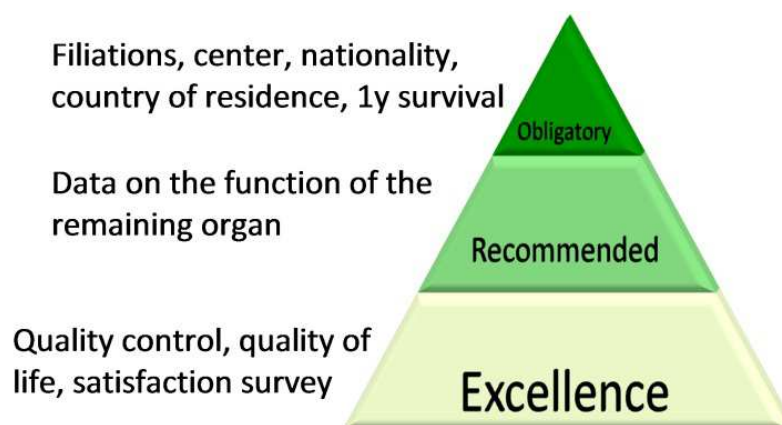 Filiations, center, nationality,
country of residence, 1y survival
Obligatory
Data on the function of the
remaining organ
Recommended
Quality control, quality of
life, satisfaction survey
Excellence